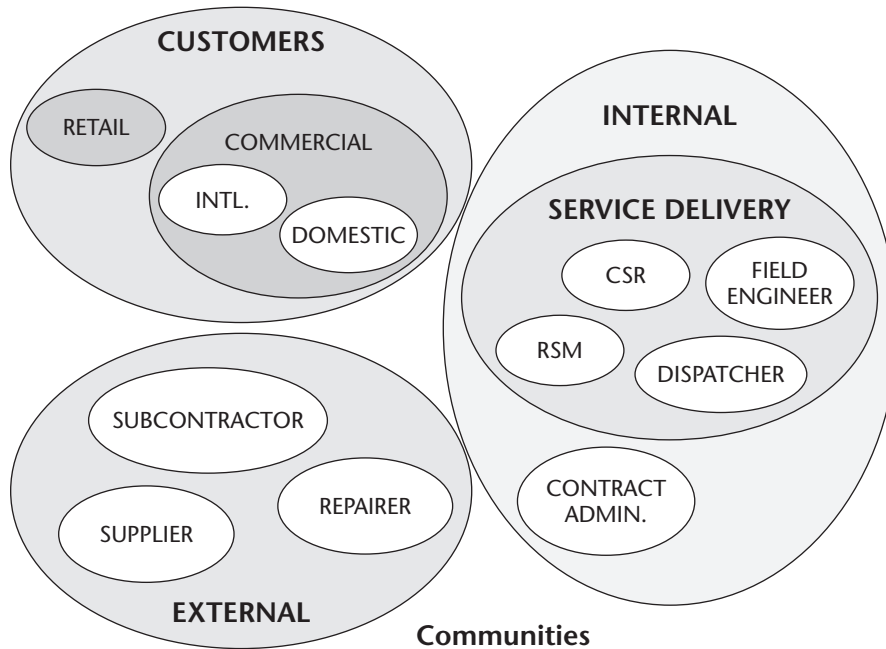 CUSTOMERS
RETAIL
COMMERCIAL
INTL.
DOMESTIC
INTERNAL
SERVICE DELIVERY
CSR
FIELD
ENGINEER
RSM
DISPATCHER
CONTRACT
ADMIN.
SUBCONTRACTOR
REPAIRER
SUPPLIER
EXTERNAL
Communities